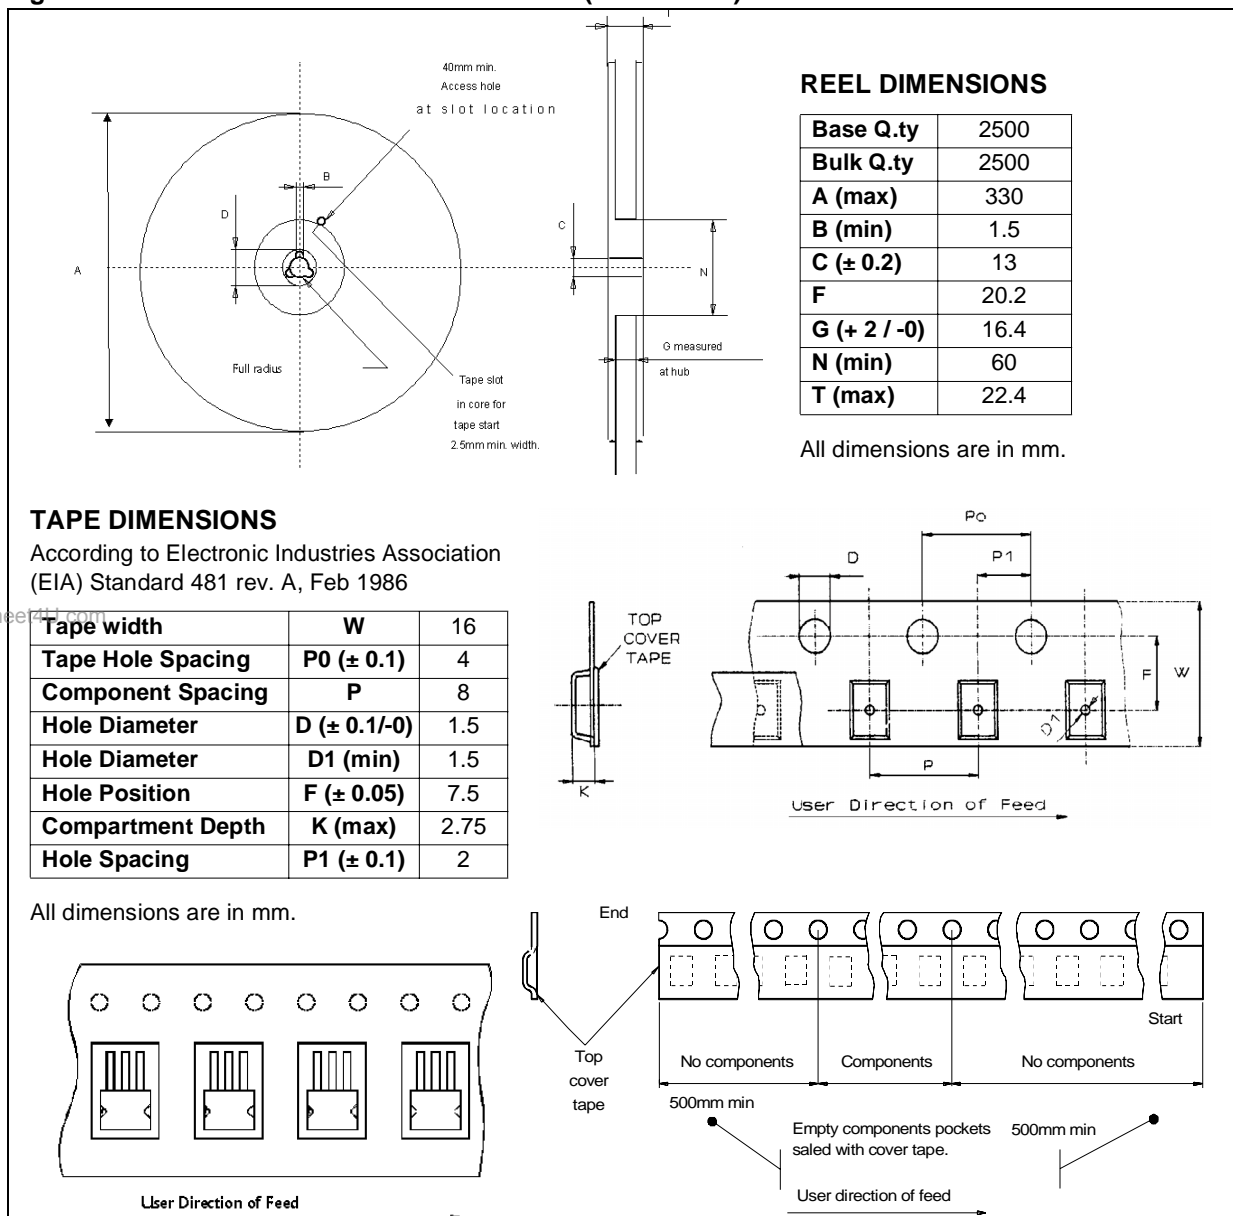 40mm min.
Access hole
at slot location
B
D
A
C
N
G measured
at hub
Full radius
Tape slot
in core for
tape start
2.5mm min. width.
REEL DIMENSIONS
Base Q.ty 2500
Bulk Q.ty 2500
A (max) 330
B (min) 1.5
C (± 0.2) 13
F 20.2
G (+ 2 / -0) 16.4
N (min) 60
T (max) 22.4
All dimensions are in mm.
TAPE DIMENSIONS
According to Electronic Industries Association
(EIA) Standard 481 rev. A, Feb 1986
eet4U.com
Tape width W 16
Tape Hole Spacing P0 (± 0.1) 4
Component Spacing P 8
Hole Diameter D (± 0.1/-0) 1.5
Hole Diameter D1 (min) 1.5
Hole Position F (± 0.05) 7.5
Compartment Depth K (max) 2.75
Hole Spacing P1 (± 0.1) 2
All dimensions are in mm.
Po
P1
D
TOP
COVER
TAPE
F
W
D1
P
K
User Direction of Feed
End
Start
Top
cover
tape
No components
Components
No components
500mm min
Empty components pockets
saled with cover tape.
500mm min
User direction of feed
User Direction of Feed